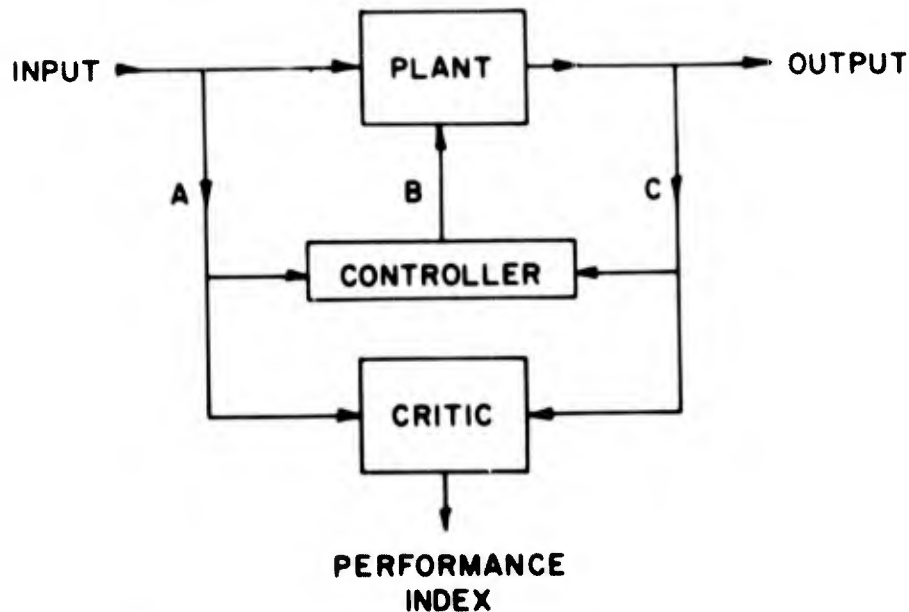 PLANT
INPUT
OUTPUT
A
B
C
CONTROLLER
CRITIC
PERFORMANCE
INDEX